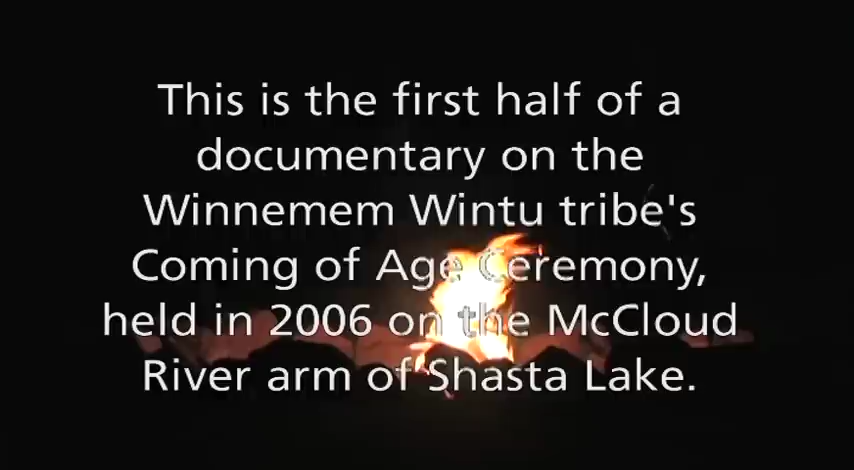 This is the first half of a
documentary on the
Winnemem Wintu tribe's
Coming of Age Ceremony,
held in 2006 on the McCloud
River arm of Shasta Lake.